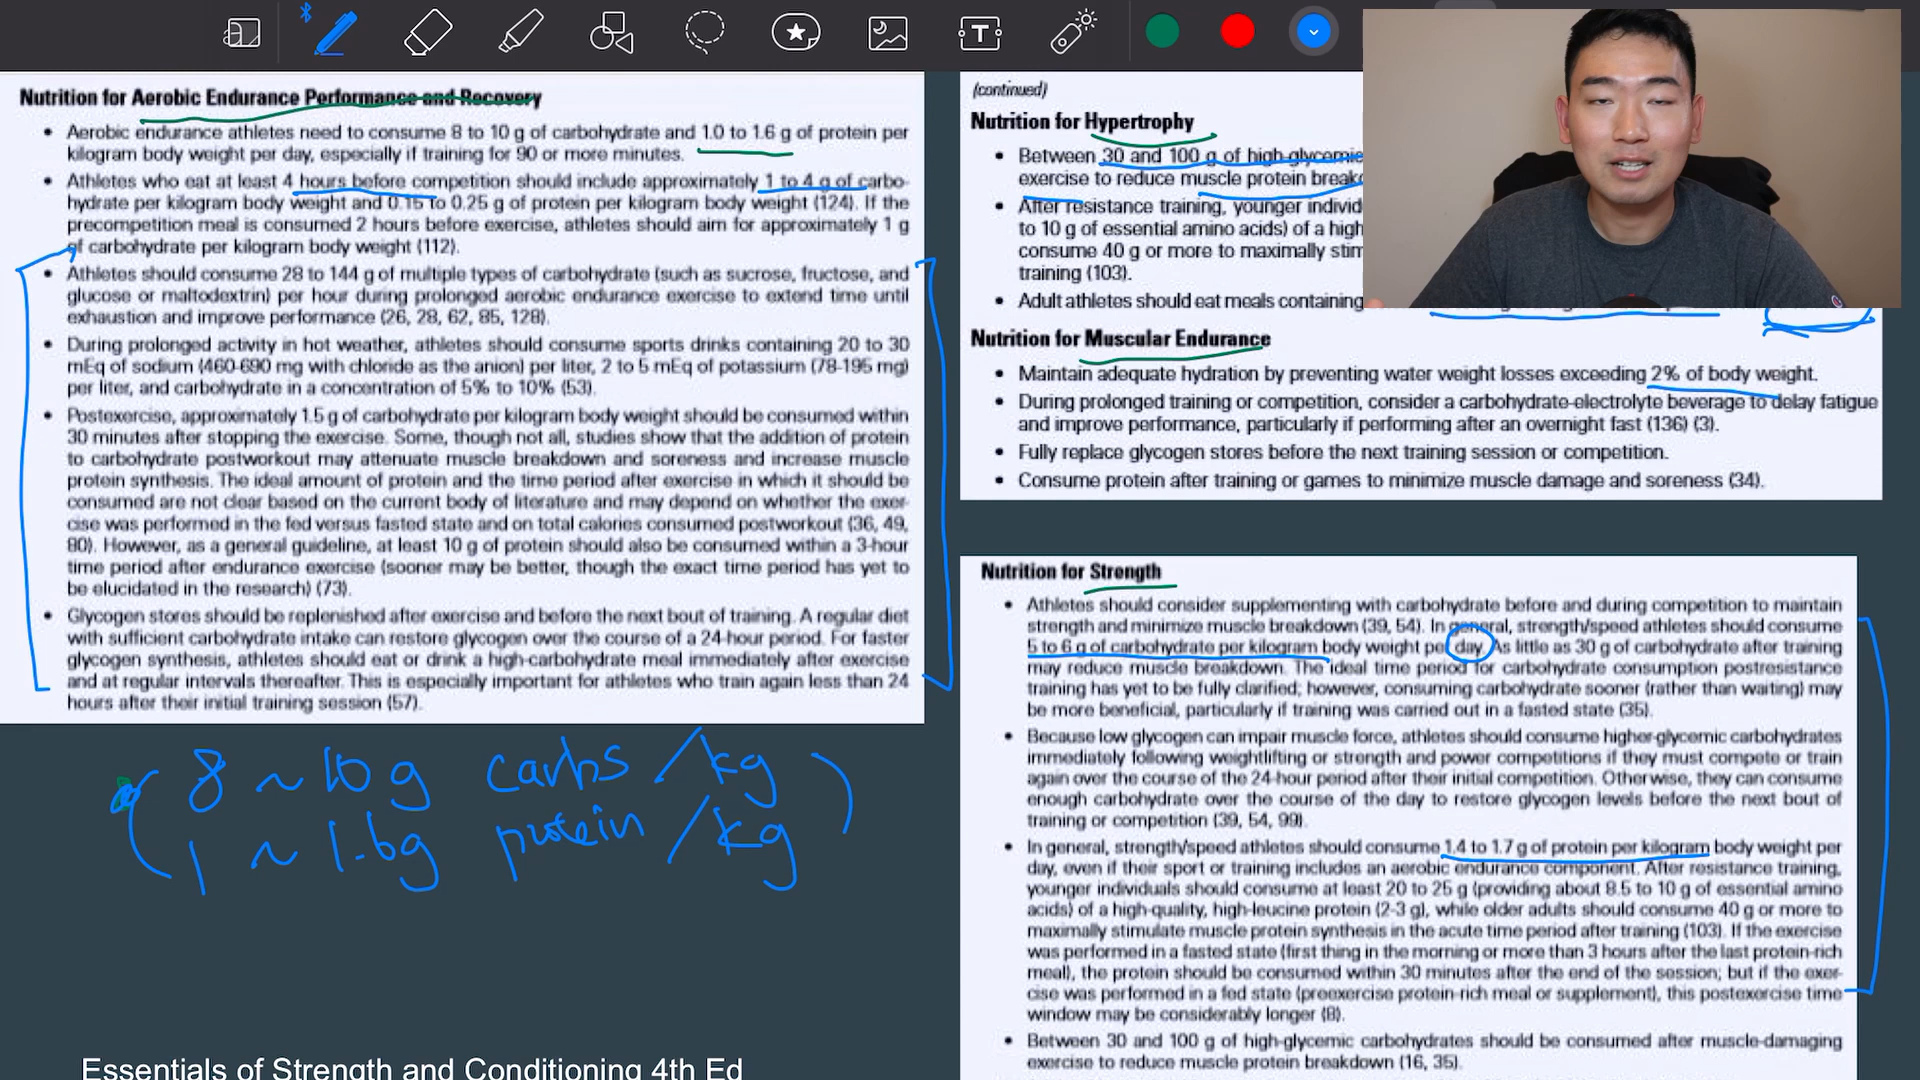 Nutrition for Aerobic Endurance Performance and Recovery
• Aerobic endurance athletes need to consume 8 to 10 g of carbohydrate and 1.0 to 1.6 g of protein per
kilogram body weight per day, especially if training for 90 or more minutes.
• Athletes who eat at least 4 hours before competition should include approximately 1 to 4 g of carbo-
hydrate per kilogram body weight and 0.15 to 0.25 g of protein per kilogram body weight (124). If the
precompetition meal is consumed 2 hours before exercise, athletes should aim for approximately 1 g
of carbohydrate per kilogram body weight (112).
• Athletes should consume 28 to 144 g of multiple types of carbohydrate (such as sucrose, fructose, and
glucose or maltodextrin) per hour during prolonged aerobic endurance exercise to extend time until
exhaustion and improve performance (26, 28, 62, 85, 128).
• During prolonged activity in hot weather, athletes should consume sports drinks containing 20 to 30
mEq of sodium (460-690 mg with chloride as the anion) per liter, 2 to 5 mEq of potassium (78-195 mg)
per liter, and carbohydrate in a concentration of 5% to 10% (53).
• Postexercise, approximately 1.5 g of carbohydrate per kilogram body weight should be consumed within
30 minutes after stopping the exercise. Some, though not all, studies show that the addition of protein
to carbohydrate postworkout may attenuate muscle breakdown and soreness and increase muscle
protein synthesis. The ideal amount of protein and the time period after exercise in which it should be
consumed are not clear based on the current body of literature and may depend on whether the exer-
cise was performed in the fed versus fasted state and on total calories consumed postworkout (36, 49,
80). However, as a general guideline, at least 10 g of protein should also be consumed within a 3-hour
time period after endurance exercise (sooner may be better, though the exact time period has yet to
be elucidated in the research) (73).
• Glycogen stores should be replenished after exercise and before the next bout of training. A regular diet
with sufficient carbohydrate intake can restore glycogen over the course of a 24-hour period. For faster
glycogen synthesis, athletes should eat or drink a high-carbohydrate meal immediately after exercise
and at regular intervals thereafter. This is especially important for athletes who train again less than 24
hours after their initial training session (57).
8 ~ 10 g carbs /kg
1 ~ 1.6g protein /kg
Essentials of Strength and Conditioning 4th Ed
(continued)
Nutrition for Hypertrophy
• Between 30 and 100 g of high-glycemic
exercise to reduce muscle protein break
• After resistance training, younger individ
to 10 g of essential amino acids) of a high
consume 40 g or more to maximally stim
training (103).
• Adult athletes should eat meals containing
Nutrition for Muscular Endurance
• Maintain adequate hydration by preventing water weight losses exceeding 2% of body weight.
• During prolonged training or competition, consider a carbohydrate-electrolyte beverage to delay fatigue
and improve performance, particularly if performing after an overnight fast (136) (3).
• Fully replace glycogen stores before the next training session or competition.
• Consume protein after training or games to minimize muscle damage and soreness (34).
Nutrition for Strength
• Athletes should consider supplementing with carbohydrate before and during competition to maintain
strength and minimize muscle breakdown (39, 54). In general, strength/speed athletes should consume
5 to 6 g of carbohydrate per kilogram body weight per day. As little as 30 g of carbohydrate after training
may reduce muscle breakdown. The ideal time period for carbohydrate consumption postresistance
training has yet to be fully clarified; however, consuming carbohydrate sooner (rather than waiting) may
be more beneficial, particularly if training was carried out in a fasted state (35).
• Because low glycogen can impair muscle force, athletes should consume higher-glycemic carbohydrates
immediately following weightlifting or strength and power competitions if they must compete or train
again over the course of the 24-hour period after their initial competition. Otherwise, they can consume
enough carbohydrate over the course of the day to restore glycogen levels before the next bout of
training or competition (39, 54, 99).
• In general, strength/speed athletes should consume 1.4 to 1.7 g of protein per kilogram body weight per
day, even if their sport or training includes an aerobic endurance component. After resistance training,
younger individuals should consume at least 20 to 25 g (providing about 8.5 to 10 g of essential amino
acids) of a high-quality, high-leucine protein (2-3 g), while older adults should consume 40 g or more to
maximally stimulate muscle protein synthesis in the acute time period after training (103). If the exercise
was performed in a fasted state (first thing in the morning or more than 3 hours after the last protein-rich
meal), the protein should be consumed within 30 minutes after the end of the session; but if the exer-
cise was performed in a fed state (preexercise protein-rich meal or supplement), this postexercise time
window may be considerably longer (8).
• Between 30 and 100 g of high-glycemic carbohydrates should be consumed after muscle-damaging
exercise to reduce muscle protein breakdown (16, 35).